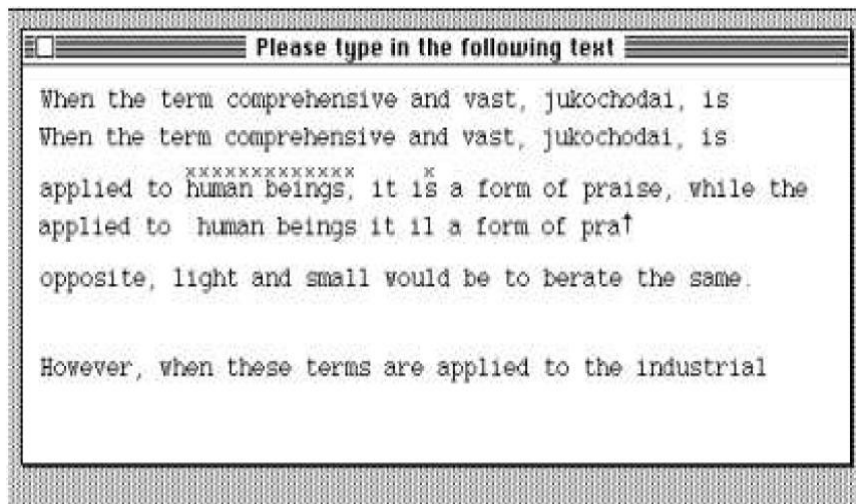 Please type in the following text
When the term comprehensive and vast, jukochodai, is
When the term comprehensive and vast, jukochodai, is
xxxxxxxxxxxxx x
applied to human beings, it is a form of praise, while the
applied to  human beings it il a form of pra†
opposite, light and small would be to berate the same.
However, when these terms are applied to the industrial